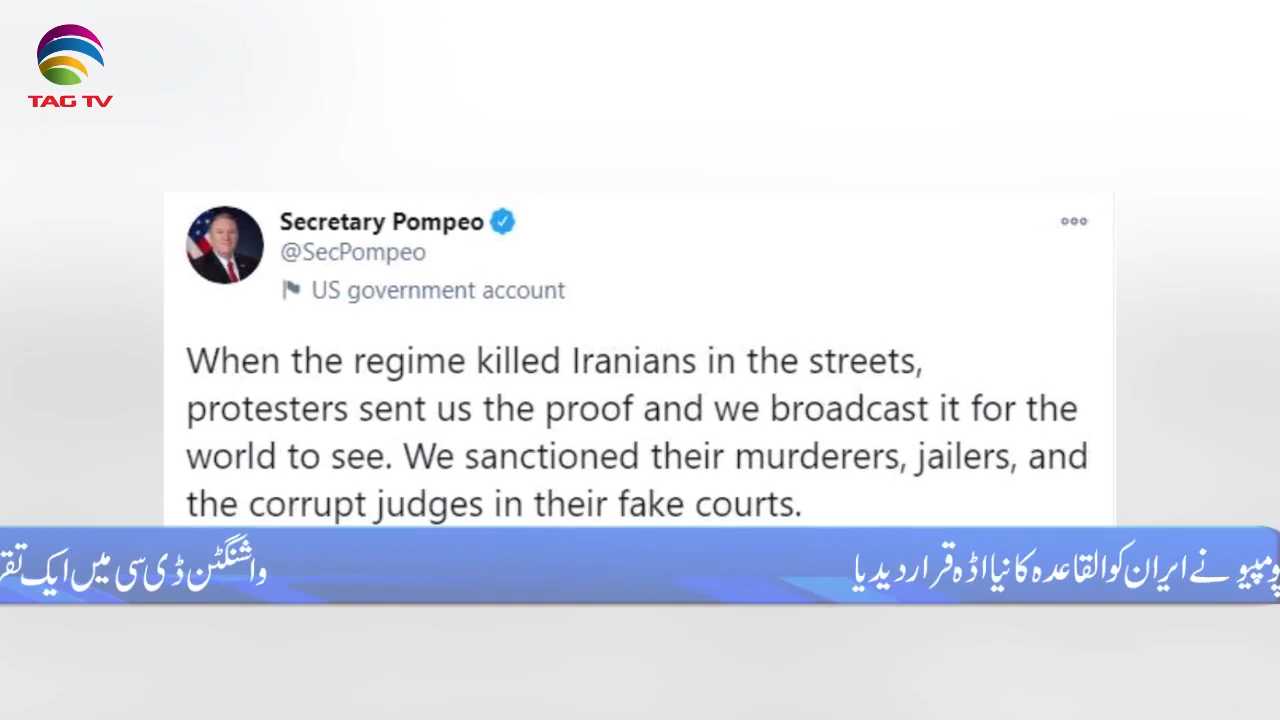 TAG TV
Secretary Pompeo
@SecPompeo
US government account
When the regime killed Iranians in the streets,
protesters sent us the proof and we broadcast it for the
world to see. We sanctioned their murderers, jailers, and
the corrupt judges in their fake courts.
پومپیو نے ایران کو القاعدہ کا نیا اڈہ قرار دیدیا
واشنگٹن ڈی سی میں ایک